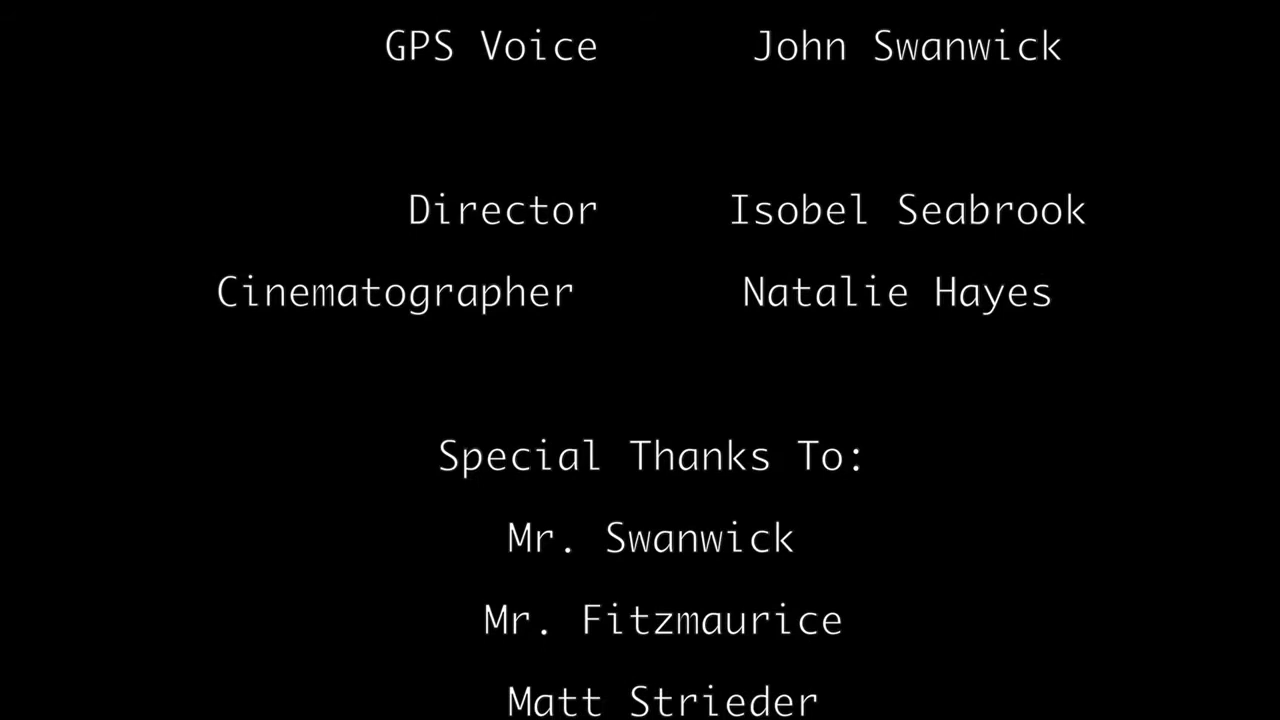 GPS Voice John Swanwick
Director Isobel Seabrook
Cinematographer Natalie Hayes
Special Thanks To:
Mr. Swanwick
Mr. Fitzmaurice
Matt Strieder